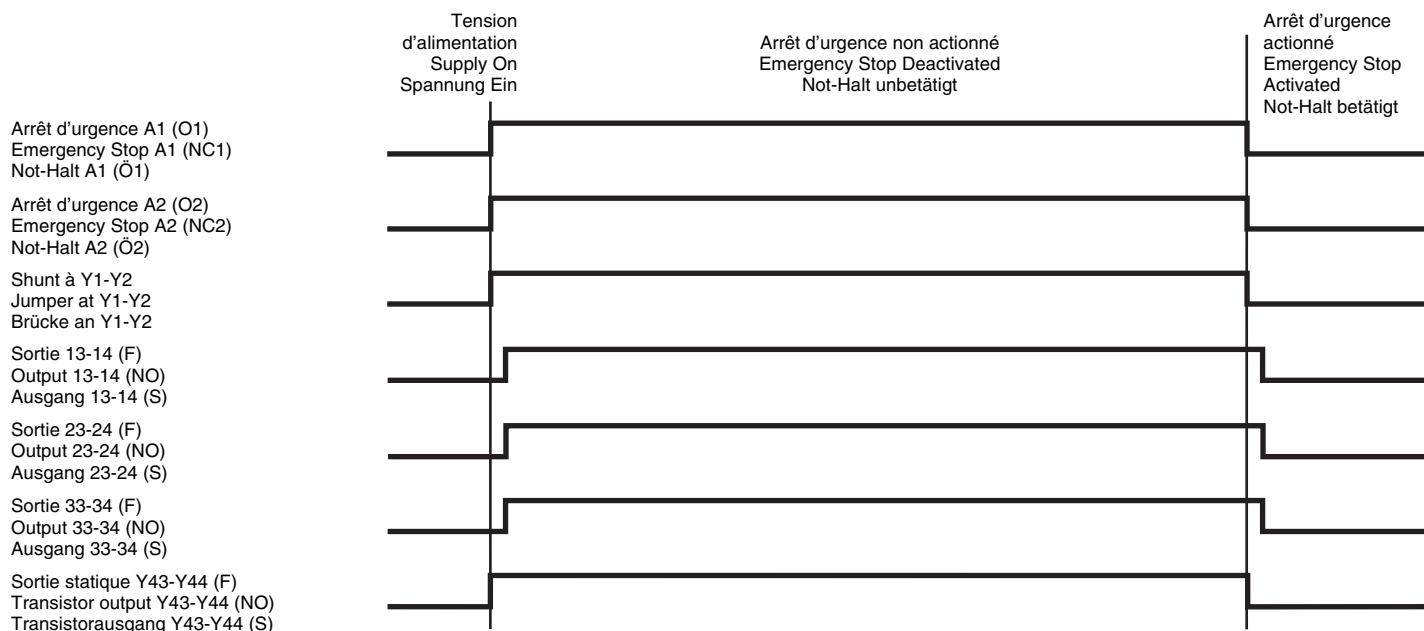 Tension
d'alimentation
Supply On
Spannung Ein
Arrêt d'urgence non actionné
Emergency Stop Deactivated
Not-Halt unbetätigt
Arrêt d'urgence
actionné
Emergency Stop
Activated
Not-Halt betätigt
Arrêt d'urgence A1 (O1)
Emergency Stop A1 (NC1)
Not-Halt A1 (Ö1)
Arrêt d'urgence A2 (O2)
Emergency Stop A2 (NC2)
Not-Halt A2 (Ö2)
Shunt à Y1-Y2
Jumper at Y1-Y2
Brücke an Y1-Y2
Sortie 13-14 (F)
Output 13-14 (NO)
Ausgang 13-14 (S)
Sortie 23-24 (F)
Output 23-24 (NO)
Ausgang 23-24 (S)
Sortie 33-34 (F)
Output 33-34 (NO)
Ausgang 33-34 (S)
Sortie statique Y43-Y44 (F)
Transistor output Y43-Y44 (NO)
Transistorausgang Y43-Y44 (S)